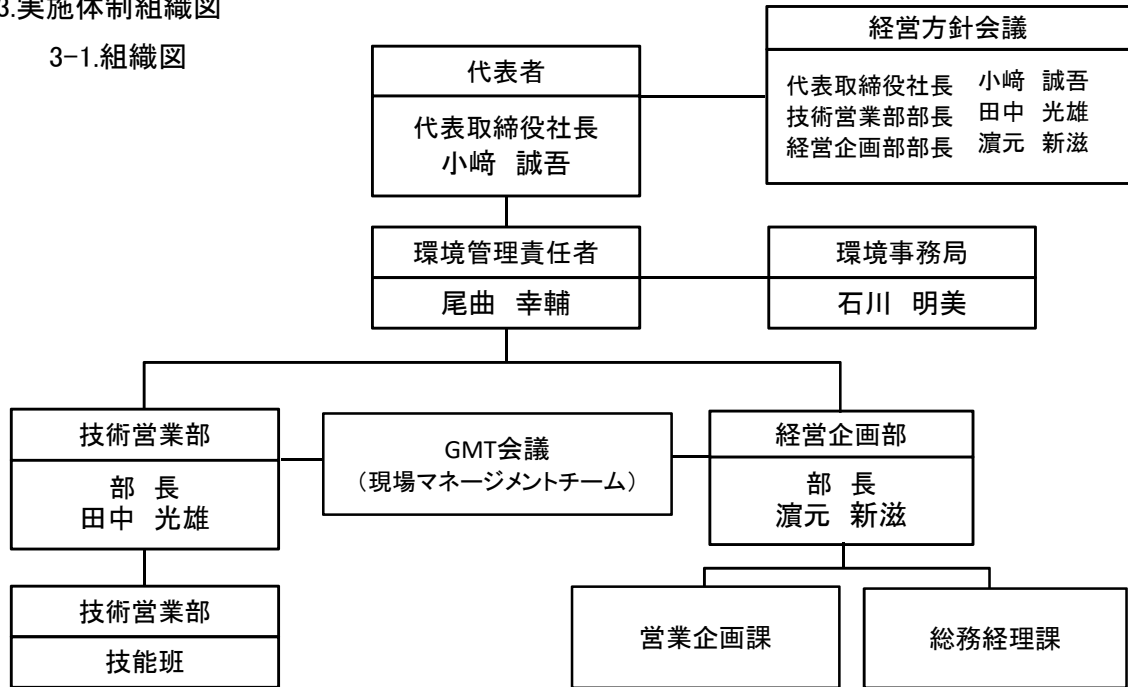 3.実施体制組織図
3-1.組織図
経営方針会議
代表取締役社長 小﨑 誠吾
技術営業部部長 田中 光雄
経営企画部部長 濵元 新滋
代表者
代表取締役社長
小﨑 誠吾
環境管理責任者
尾曲 幸輔
環境事務局
石川 明美
技術営業部
部 長
田中 光雄
GMT会議
(現場マネージメントチーム)
経営企画部
部 長
濵元 新滋
技術営業部
技能班
営業企画課
総務経理課